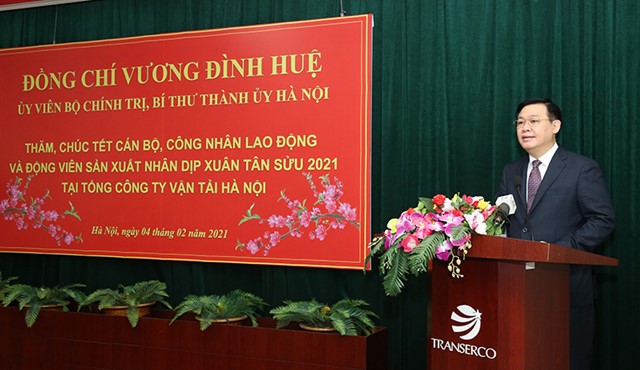 ĐỒNG CHÍ VƯƠNG ĐÌNH HUỆ
ỦY VIÊN BỘ CHÍNH TRỊ, BÍ THƯ THÀNH ỦY HÀ NỘI
THĂM, CHÚC TẾT CÁN BỘ, CÔNG NHÂN LAO ĐỘNG
VÀ ĐỘNG VIÊN SẢN XUẤT NHÂN DỊP XUÂN TÂN SỬU 2021
TẠI TỔNG CÔNG TY VẬN TẢI HÀ NỘI
Hà Nội, ngày 04 tháng 02 năm 2021
TRANSERCO